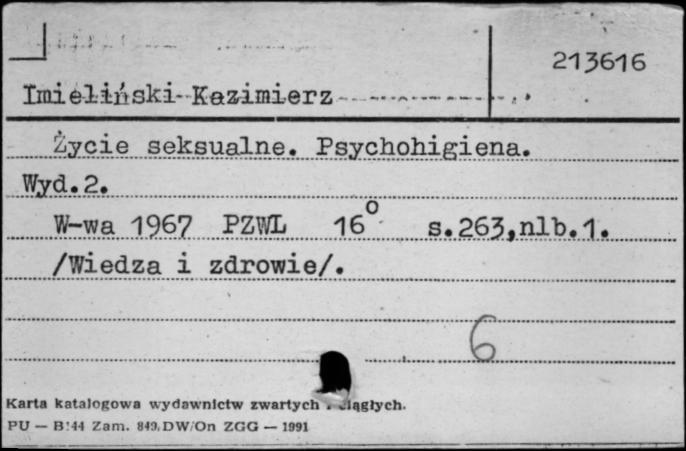 213616
Imieliński Kazimierz
Życie seksualne. Psychohigiena.
Wyd.2.
W-wa 1967 PZWL 16° s.263,nlb.1.
/Wiedza i zdrowie/.
6
Karta katalogowa wydawnictw zwartych i ciągłych.
PU — B/44 Zam. 849, DW/On ZGG — 1991